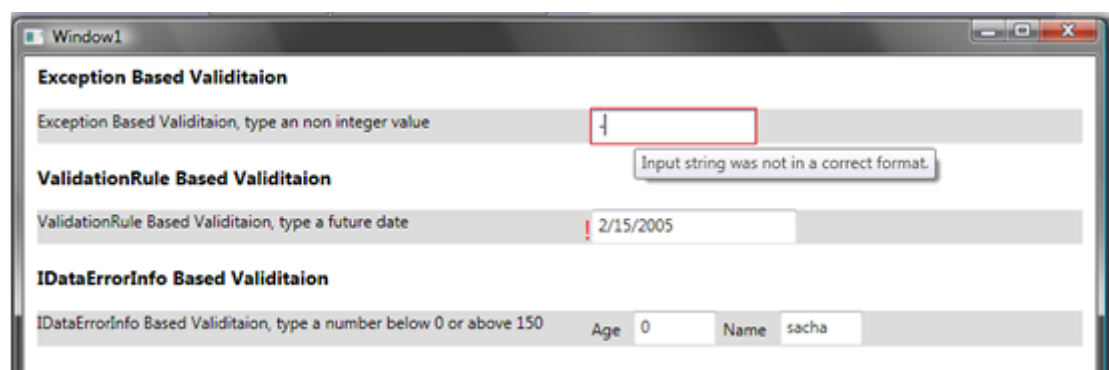 Window1
Exception Based Validitaion
Exception Based Validitaion, type an non integer value
-
Input string was not in a correct format.
ValidationRule Based Validitaion
ValidationRule Based Validitaion, type a future date ! 2/15/2005
IDataErrorInfo Based Validitaion
IDataErrorInfo Based Validitaion, type a number below 0 or above 150 Age 0 Name sacha